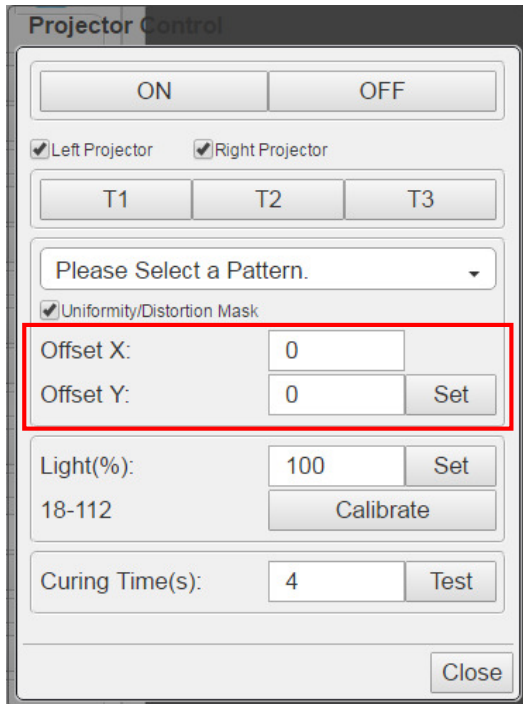 Projector Control
ON OFF
Left Projector Right Projector
T1 T2 T3
Please Select a Pattern.
Uniformity/Distortion Mask
Offset X: 0
Offset Y: 0 Set
Light(%): 100 Set
18-112 Calibrate
Curing Time(s): 4 Test
Close